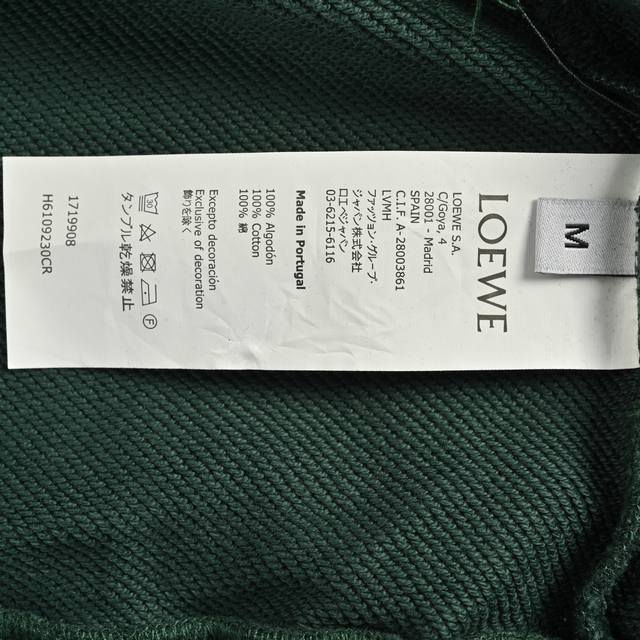 M
LOEWE
LOEWE S.A.
C/Goya, 4
28001 - Madrid
SPAIN
C.I.F. A-28003861
LVMH
ファッション・グループ・
ジャパン株式会社
ロエベジャパン
03-6215-6116
Made in Portugal
100% Algodón
100% Cotton
100% 綿
Excepto decoración
Exclusive of decoration
飾りを除く
30 F
タンブル乾燥禁止
1719908
H6109230CR